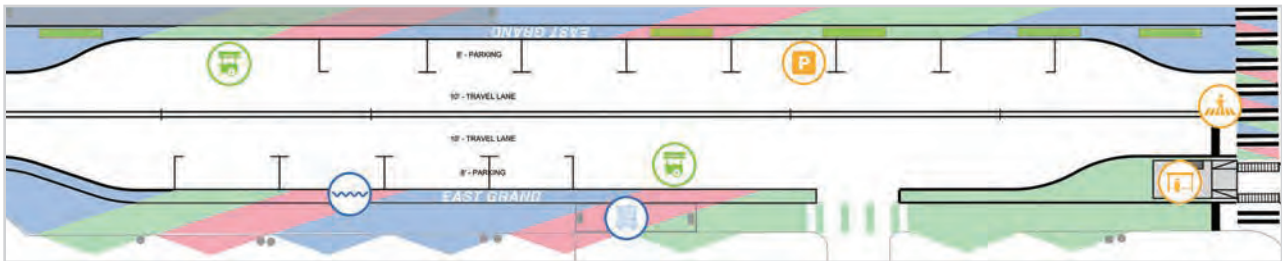 EAST GRAND
8' - PARKING
P
10' - TRAVEL LANE
10' - TRAVEL LANE
8' - PARKING
EAST GRAND